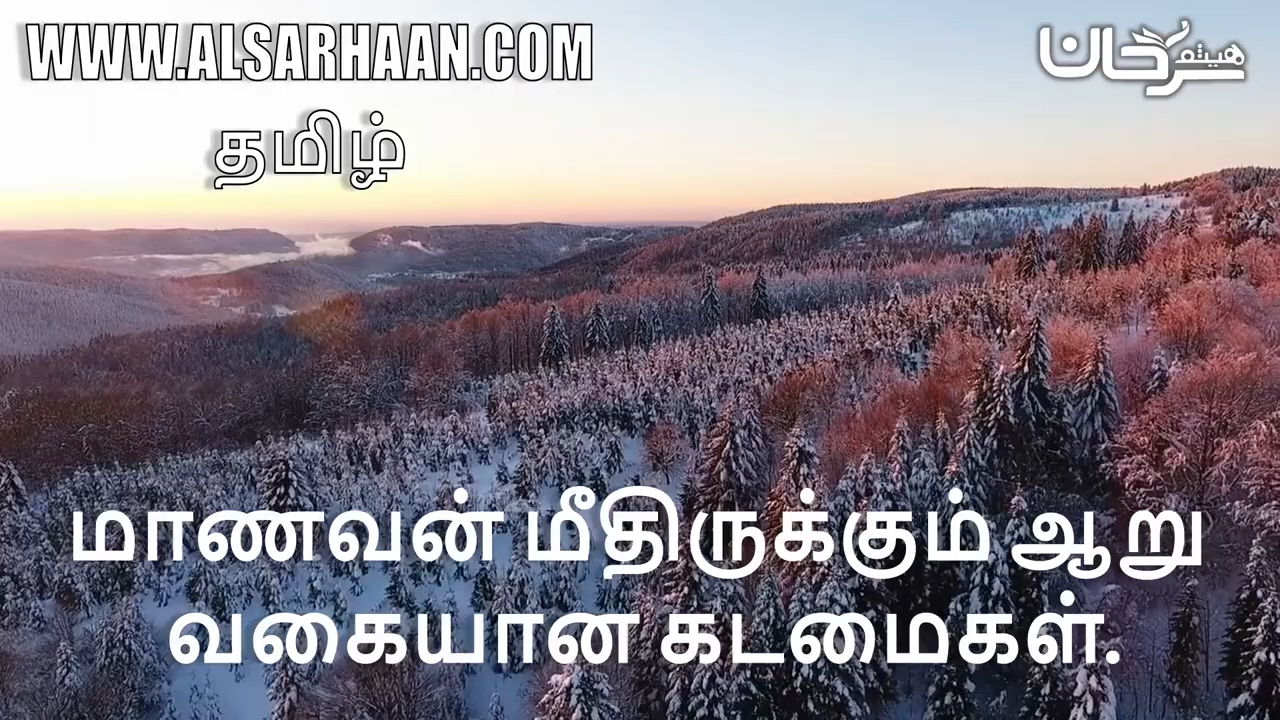 WWW.ALSARHAAN.COM
هيثم سرحان
தமிழ்
மாணவன் மீதிருக்கும் ஆறு
வகையான கடமைகள்.